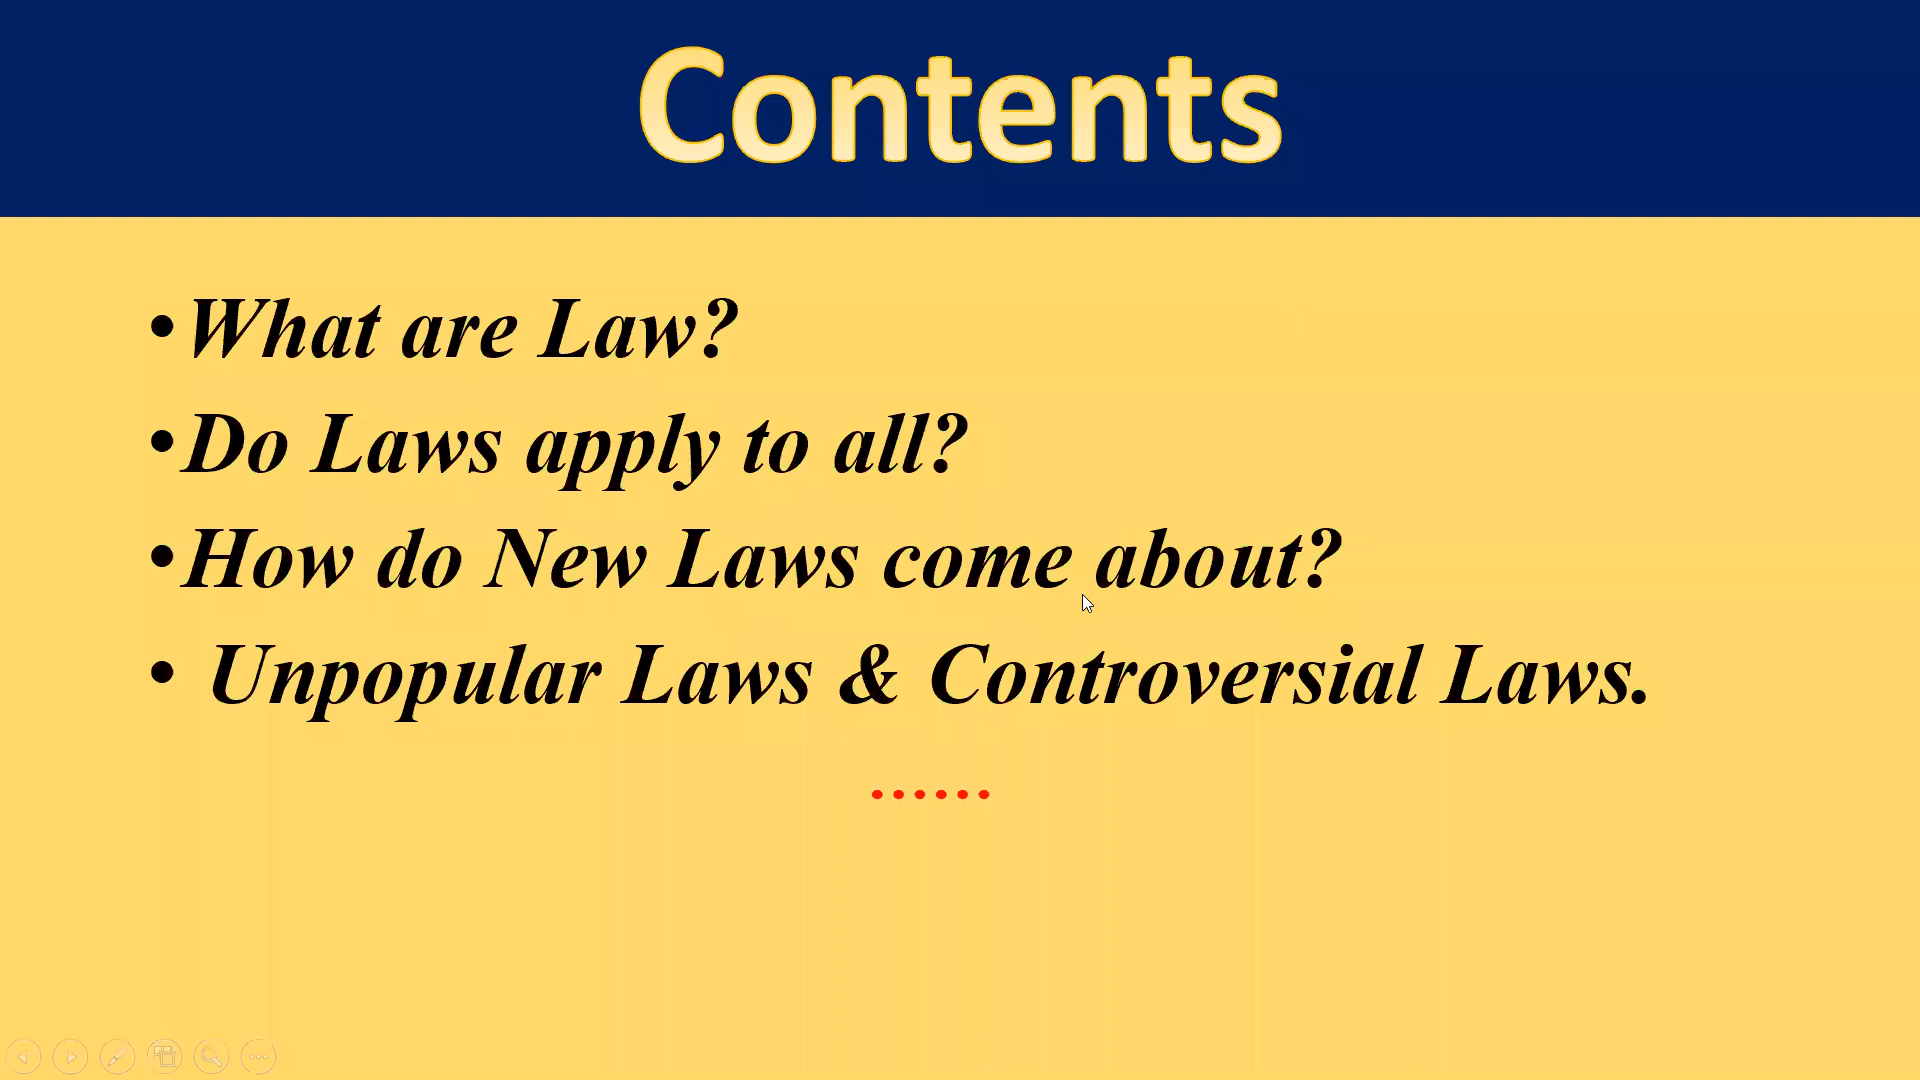 Contents
•What are Law?
•Do Laws apply to all?
•How do New Laws come about?
• Unpopular Laws & Controversial Laws.
......